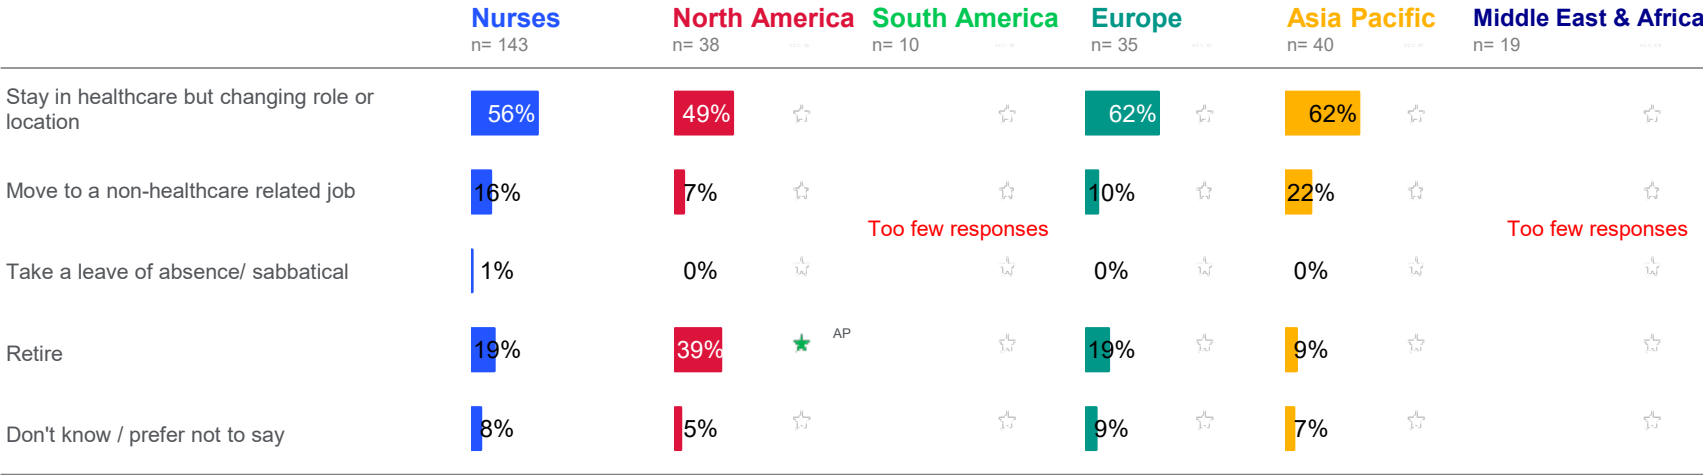 Nurses North America South America Europe Asia Pacific Middle East & Africa
n= 143 n= 38 n= 10 n= 35 n= 40 n= 19
Stay in healthcare but changing role or
location
56% 49% 62% 62%
Move to a non-healthcare related job 16% 7% 10% 22%
Too few responses Too few responses
Take a leave of absence/ sabbatical 1% 0% 0% 0%
AP
Retire 19% 39% 19% 9%
Don't know / prefer not to say 8% 5% 9% 7%